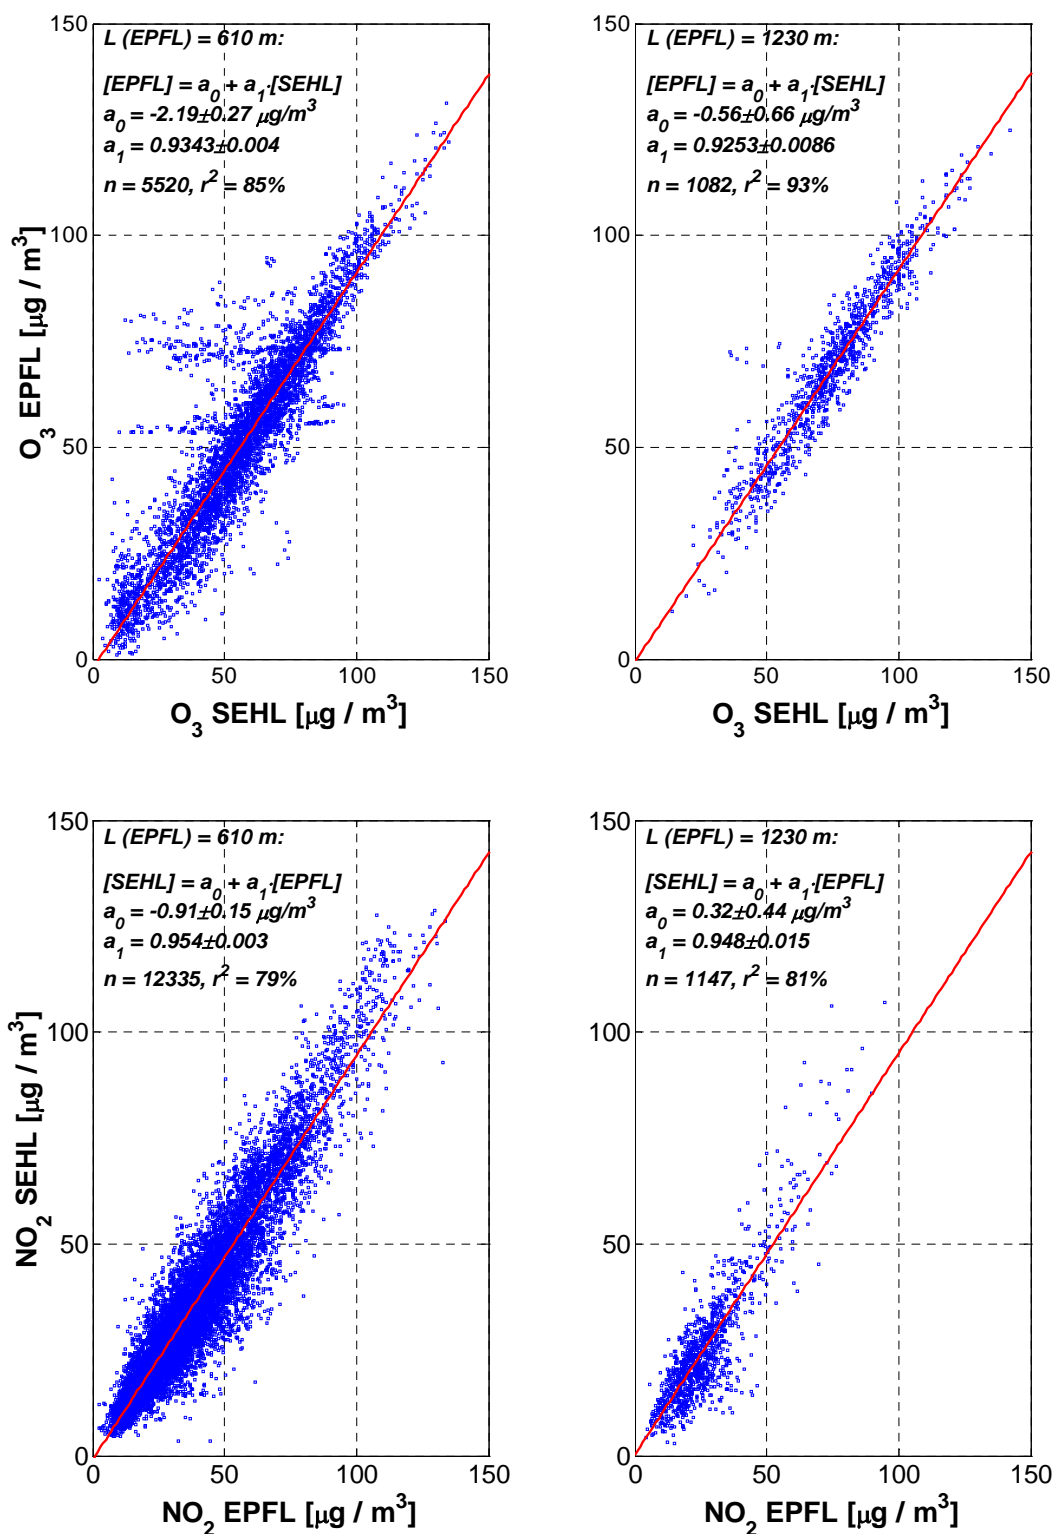 L (EPFL) = 610 m:
[EPFL] = a₀ + a₁·[SEHL]
a₀ = -2.19±0.27 μg/m³
a₁ = 0.9343±0.004
n = 5520, r² = 85%
150
100
50
0
0 50 100 150
O₃ EPFL [μg / m³]
O₃ SEHL [μg / m³]
L (EPFL) = 1230 m:
[EPFL] = a₀ + a₁·[SEHL]
a₀ = -0.56±0.66 μg/m³
a₁ = 0.9253±0.0086
n = 1082, r² = 93%
150
100
50
0
0 50 100 150
O₃ SEHL [μg / m³]
L (EPFL) = 610 m:
[SEHL] = a₀ + a₁·[EPFL]
a₀ = -0.91±0.15 μg/m³
a₁ = 0.954±0.003
n = 12335, r² = 79%
150
100
50
0
0 50 100 150
NO₂ SEHL [μg / m³]
NO₂ EPFL [μg / m³]
L (EPFL) = 1230 m:
[SEHL] = a₀ + a₁·[EPFL]
a₀ = 0.32±0.44 μg/m³
a₁ = 0.948±0.015
n = 1147, r² = 81%
150
100
50
0
0 50 100 150
NO₂ EPFL [μg / m³]